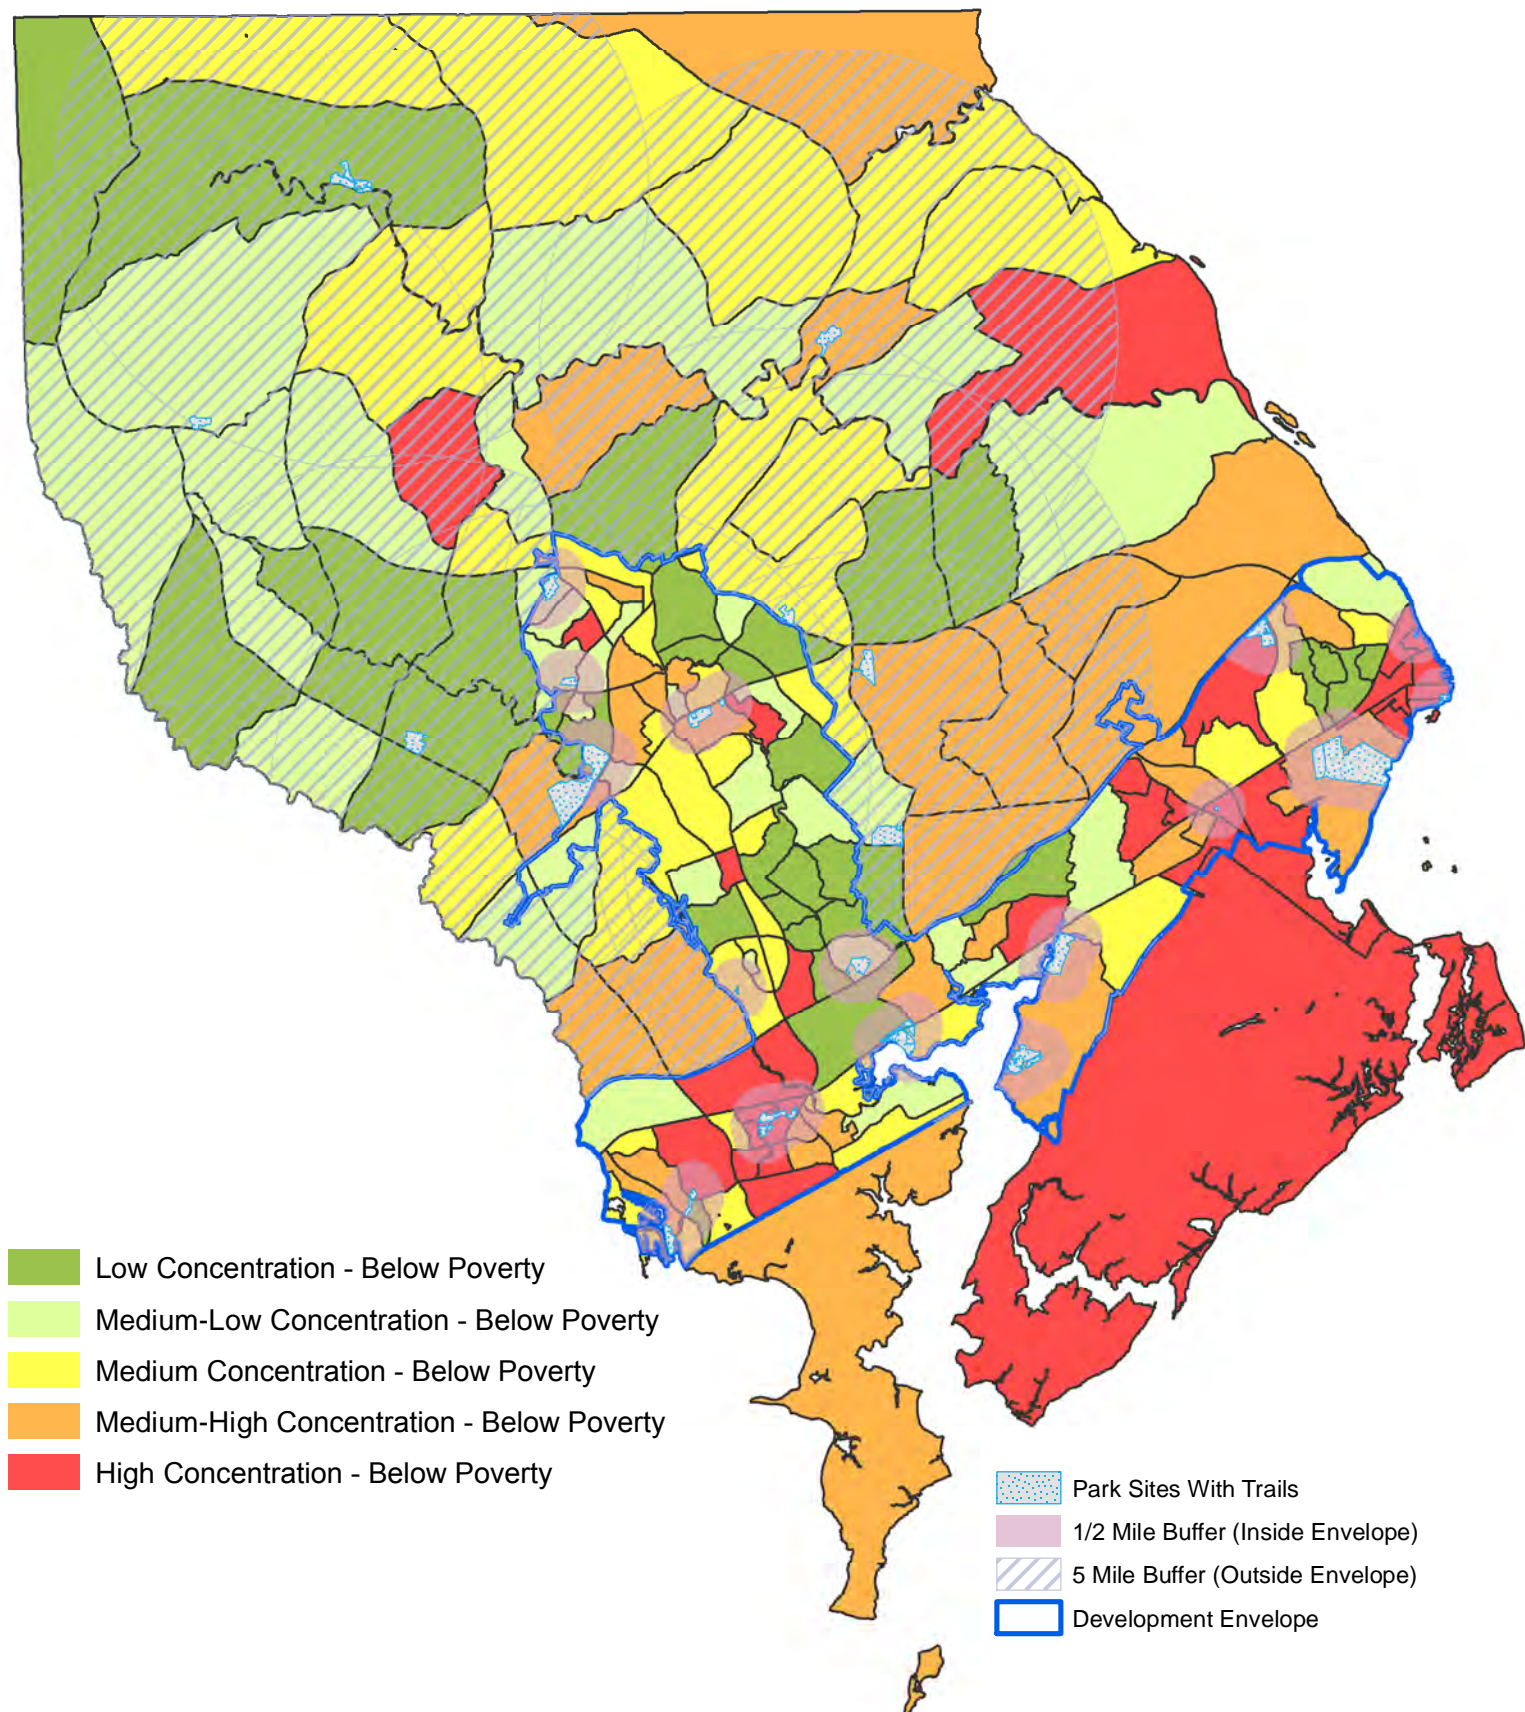 Low Concentration - Below Poverty
Medium-Low Concentration - Below Poverty
Medium Concentration - Below Poverty
Medium-High Concentration - Below Poverty
High Concentration - Below Poverty
Park Sites With Trails
1/2 Mile Buffer (Inside Envelope)
5 Mile Buffer (Outside Envelope)
Development Envelope